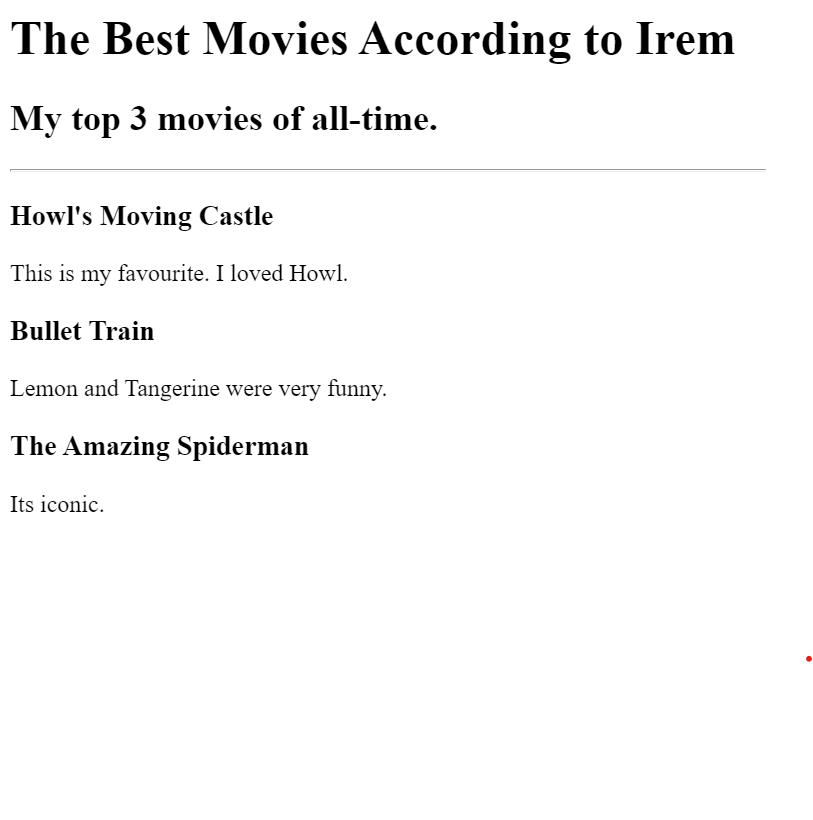 The Best Movies According to Irem
My top 3 movies of all-time.
Howl's Moving Castle
This is my favourite. I loved Howl.
Bullet Train
Lemon and Tangerine were very funny.
The Amazing Spiderman
Its iconic.